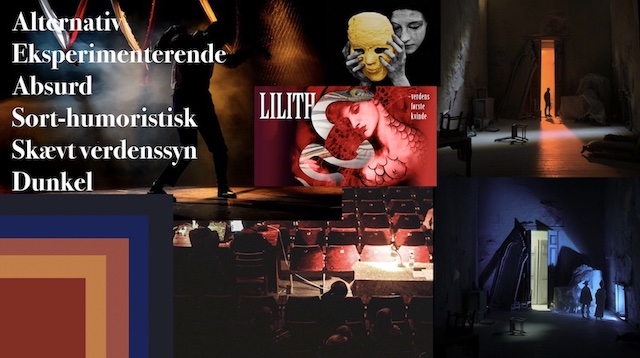 Alternativ
Eksperimenterende
Absurd
Sort-humoristisk
Skævt verdenssyn
Dunkel
LILITH
- verdens
første
kvinde